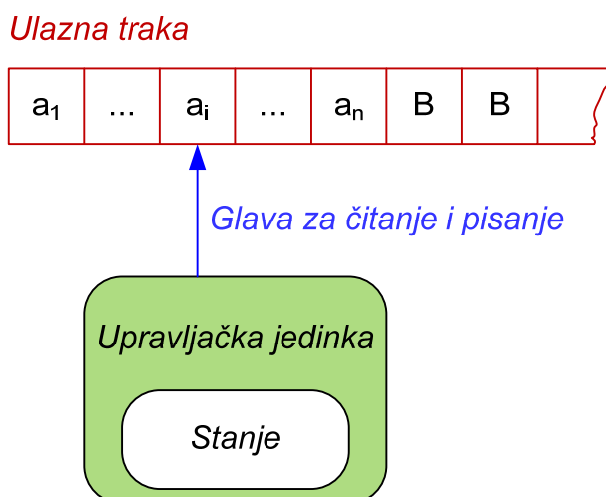 Ulazna traka
a₁ ... aᵢ ... aₙ B B
Glava za čitanje i pisanje
Upravljačka jedinka
Stanje